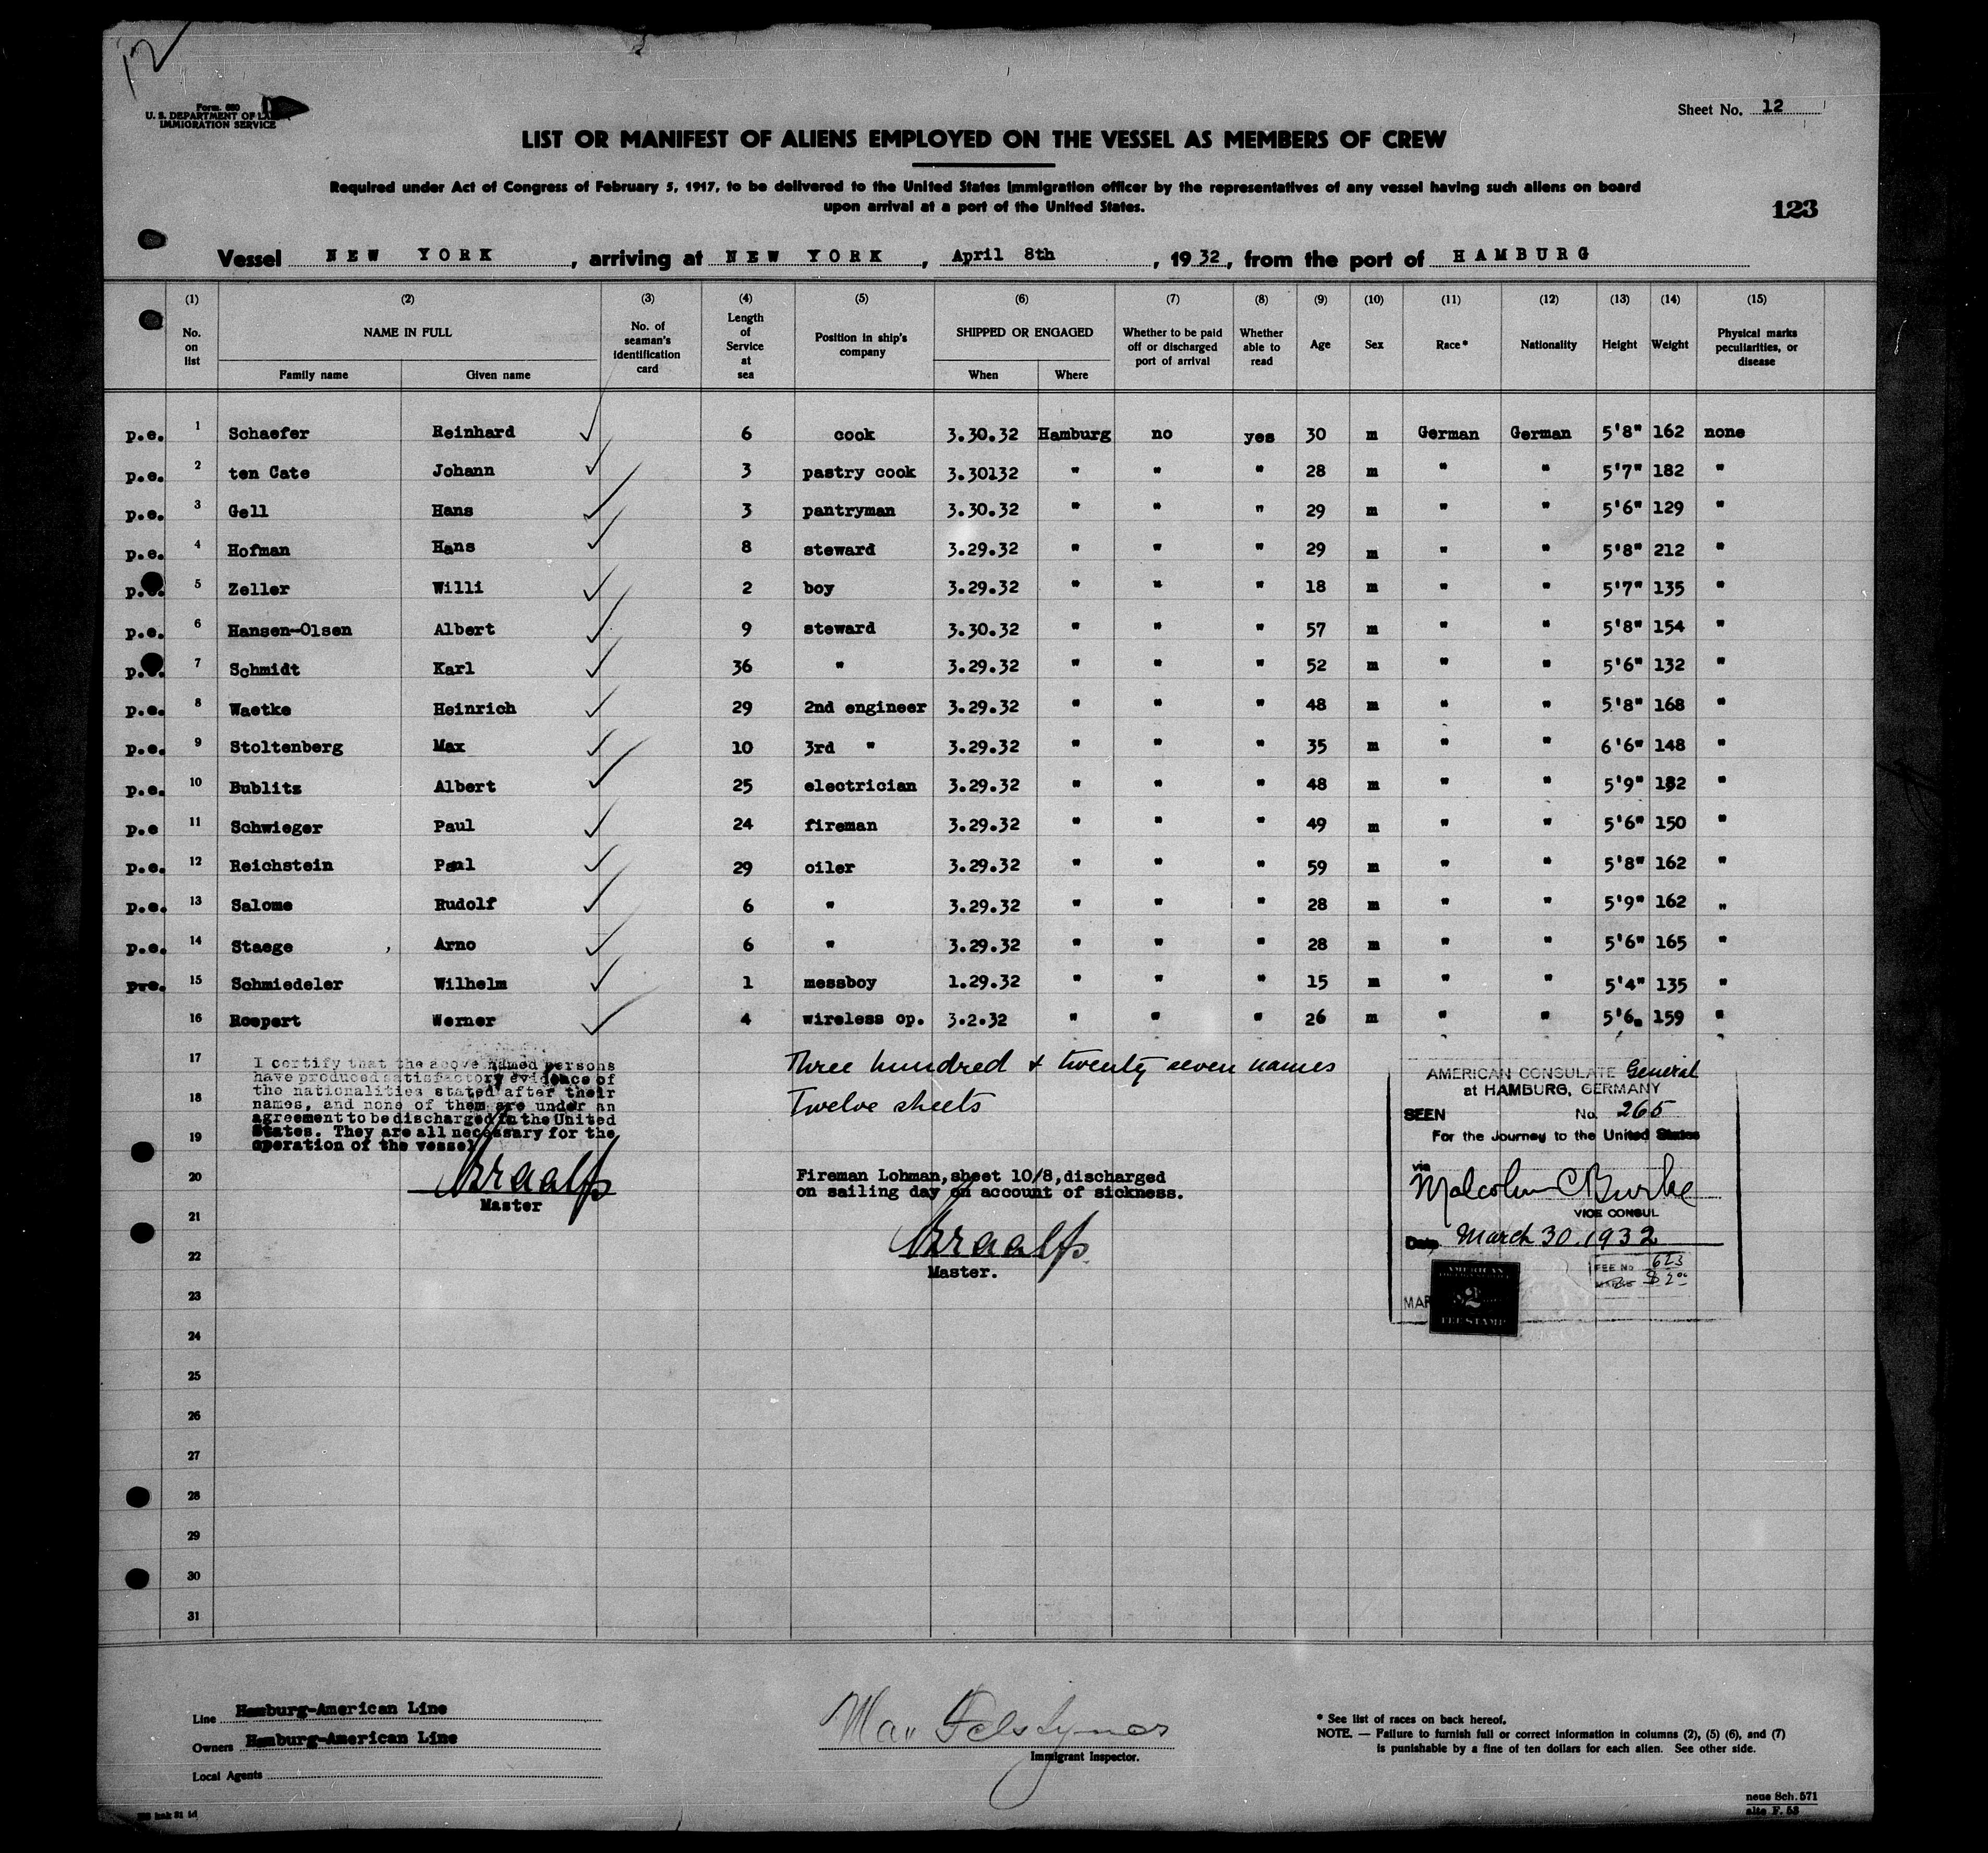 12
Form. 680
U. S. DEPARTMENT OF
IMMIGRATION SERVICE
Sheet No. 12
LIST OR MANIFEST OF ALIENS EMPLOYED ON THE VESSEL AS MEMBERS OF CREW
Required under Act of Congress of February 5, 1917, to be delivered to the United States Immigration officer by the representatives of any vessel having such aliens on board
upon arrival at a port of the United States.
123
Vessel NEW YORK, arriving at NEW YORK, April 8th, 1932, from the port of HAMBURG
(1) No. on list (2) NAME IN FULL Family name Given name (3) No. of seaman's identification card (4) Length of Service at sea (5) Position in ship's company (6) SHIPPED OR ENGAGED When Where (7) Whether to be paid off or discharged port of arrival (8) Whether able to read (9) Age (10) Sex (11) Race* (12) Nationality (13) Height (14) Weight (15) Physical marks peculiarities, or disease
p.e. 1 Schaefer Reinhard ✓ 6 cook 3.30.32 Hamburg no yes 30 m German German 5'8" 162 none
p.e. 2 ten Cate Johann ✓ 3 pastry cook 3.30132 " " " 28 m " " 5'7" 182 "
p.e. 3 Gell Hans ✓ 3 pantryman 3.30.32 " " " 29 m " " 5'6" 129 "
p.e. 4 Hofman Hans ✓ 8 steward 3.29.32 " " " 29 m " " 5'8" 212 "
p.e. 5 Zeller Willi ✓ 2 boy 3.29.32 " " " 18 m " " 5'7" 135 "
p.e. 6 Hansen-Olsen Albert ✓ 9 steward 3.30.32 " " " 57 m " " 5'8" 154 "
p.e. 7 Schmidt Karl ✓ 36 " 3.29.32 " " " 52 m " " 5'6" 132 "
p.e. 8 Waetke Heinrich ✓ 29 2nd engineer 3.29.32 " " " 48 m " " 5'8" 168 "
p.e. 9 Stoltenberg Max ✓ 10 3rd " 3.29.32 " " " 35 m " " 6'6" 148 "
p.e. 10 Bublitz Albert ✓ 25 electrician 3.29.32 " " " 48 m " " 5'9" 182 "
p.e 11 Schwieger Paul ✓ 24 fireman 3.29.32 " " " 49 m " " 5'6" 150 "
p.e. 12 Reichstein Paul ✓ 29 oiler 3.29.32 " " " 59 m " " 5'8" 162 "
p.e. 13 Salome Rudolf ✓ 6 " 3.29.32 " " " 28 m " " 5'9" 162 "
p.e. 14 Staege , Arno ✓ 6 " 3.29.32 " " " 28 m " " 5'6" 165 "
p.e. 15 Schmiedeler Wilhelm ✓ 1 messboy 1.29.32 " " " 15 m " " 5'4" 135 "
16 Roepert Werner ✓ 4 wireless op. 3.2.32 " " " 26 m " " 5'6" 159 "
17
18
19
20
21
22
23
24
25
26
27
28
29
30
31
I certify that the above named persons
have produced satisfactory evidence of
the nationalities stated after their
names, and none of them are under an
agreement to be discharged in the United
States. They are all necessary for the
operation of the vessel
Master
Three hundred & twenty seven names
Twelve sheets
Fireman Lohman, sheet 10/8, discharged
on sailing day on account of sickness.
Master.
AMERICAN CONSULATE General
at HAMBURG, GERMANY
SEEN No. 265
For the Journey to the United States
via
Malcolm C Burke
VICE CONSUL
Date March 30. 1932
FEE No 623
$2.00
MAR
AMERICAN
$2
FEE STAMP
Line Hamburg-American Line
Owners Hamburg-American Line
Local Agents
Immigrant Inspector.
* See list of races on back hereof.
NOTE. — Failure to furnish full or correct information in columns (2), (5) (6), and (7)
is punishable by a fine of ten dollars for each alien. See other side.
neue Sch. 571
alte F. 53